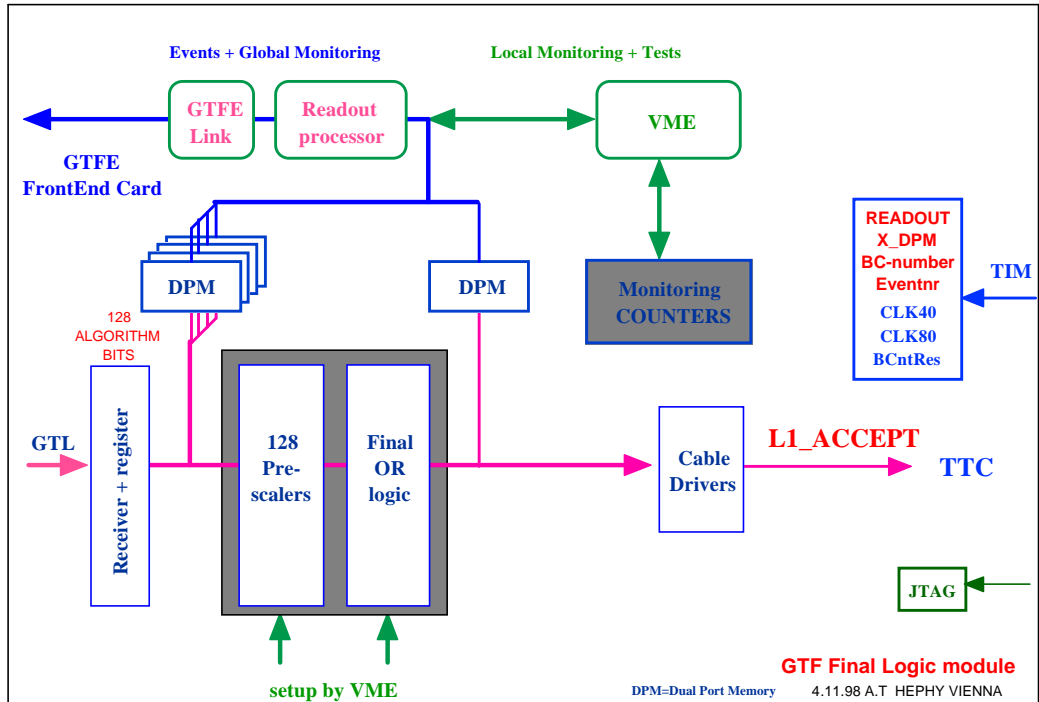 Events + Global Monitoring
Local Monitoring + Tests
GTFE
Link
Readout
processor
VME
GTFE
FrontEnd Card
READOUT
X_DPM
BC-number
Eventnr
CLK40
CLK80
BCntRes
TIM
DPM
DPM
Monitoring
COUNTERS
128
ALGORITHM
BITS
GTL
Receiver + register
128
Pre-
scalers
Final
OR
logic
Cable
Drivers
L1_ACCEPT
TTC
JTAG
setup by VME
GTF Final Logic module
DPM=Dual Port Memory
4.11.98 A.T HEPHY VIENNA